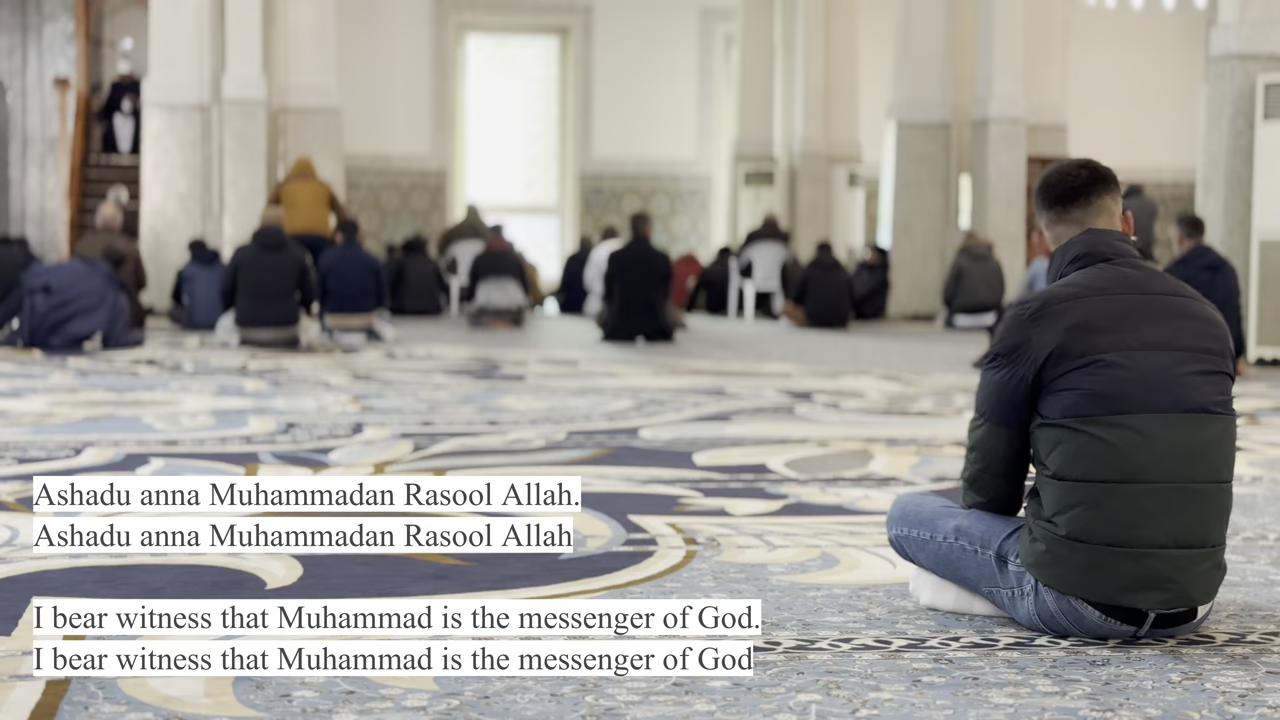 Ashadu anna Muhammadan Rasool Allah.
Ashadu anna Muhammadan Rasool Allah
I bear witness that Muhammad is the messenger of God.
I bear witness that Muhammad is the messenger of God